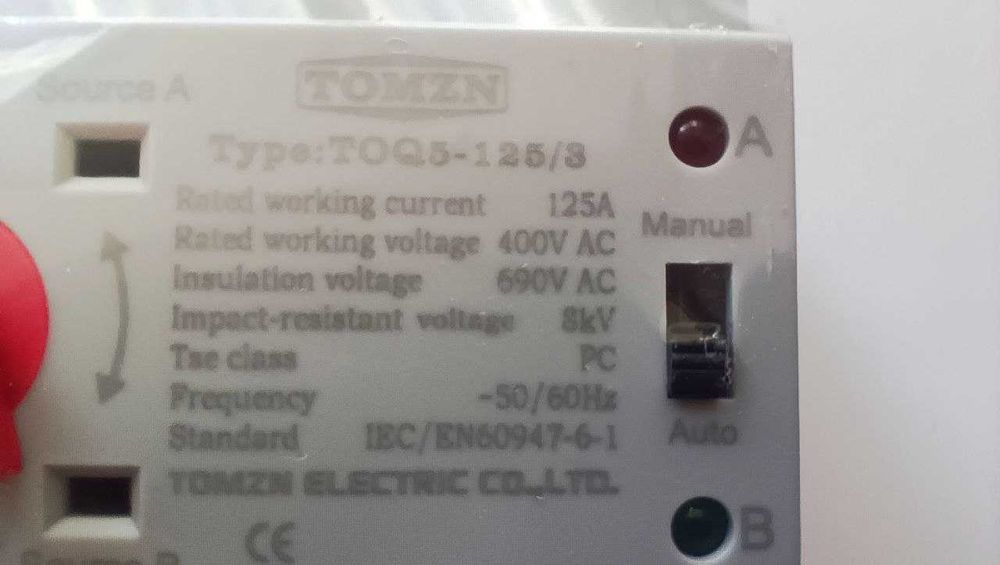 Source A
TOMZN
Type:TOQ5-125/3
A
Rated working current 125A
Manual
Rated working voltage 400V AC
Insulation voltage 690V AC
Impact-resistant voltage 8kV
Tse class PC
Frequency ~50/60Hz
Auto
Standard IEC/EN60947-6-1
TOMZN ELECTRIC CO.,LTD.
CE
B
Source B